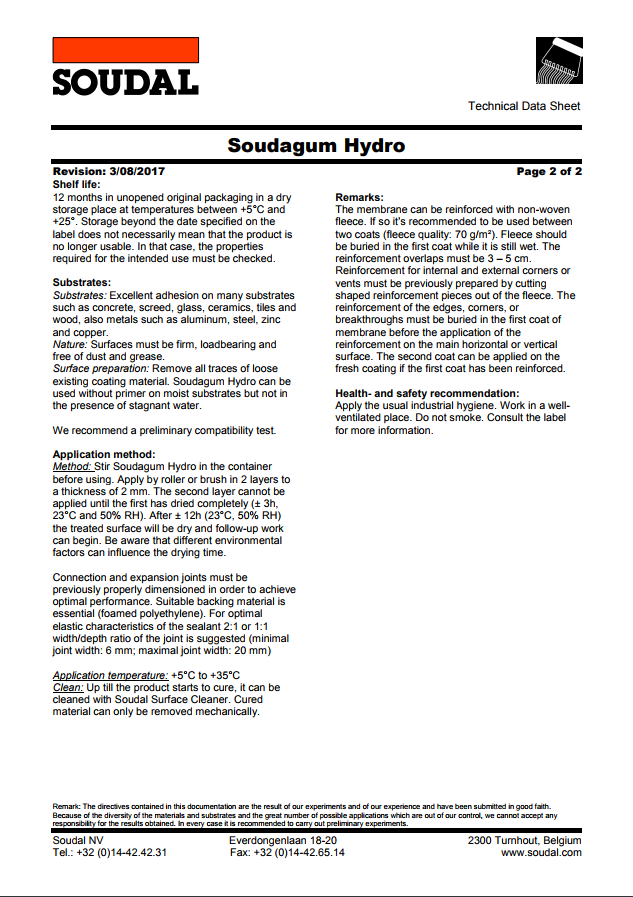 SOUDAL
Technical Data Sheet
Soudagum Hydro
Revision: 3/08/2017 Page 2 of 2
Shelf life:
12 months in unopened original packaging in a dry
storage place at temperatures between +5°C and
+25°. Storage beyond the date specified on the
label does not necessarily mean that the product is
no longer usable. In that case, the properties
required for the intended use must be checked.
Substrates:
Substrates: Excellent adhesion on many substrates
such as concrete, screed, glass, ceramics, tiles and
wood, also metals such as aluminum, steel, zinc
and copper.
Nature: Surfaces must be firm, loadbearing and
free of dust and grease.
Surface preparation: Remove all traces of loose
existing coating material. Soudagum Hydro can be
used without primer on moist substrates but not in
the presence of stagnant water.
We recommend a preliminary compatibility test.
Application method:
Method: Stir Soudagum Hydro in the container
before using. Apply by roller or brush in 2 layers to
a thickness of 2 mm. The second layer cannot be
applied until the first has dried completely (± 3h,
23°C and 50% RH). After ± 12h (23°C, 50% RH)
the treated surface will be dry and follow-up work
can begin. Be aware that different environmental
factors can influence the drying time.
Connection and expansion joints must be
previously properly dimensioned in order to achieve
optimal performance. Suitable backing material is
essential (foamed polyethylene). For optimal
elastic characteristics of the sealant 2:1 or 1:1
width/depth ratio of the joint is suggested (minimal
joint width: 6 mm; maximal joint width: 20 mm)
Application temperature: +5°C to +35°C
Clean: Up till the product starts to cure, it can be
cleaned with Soudal Surface Cleaner. Cured
material can only be removed mechanically.
Remarks:
The membrane can be reinforced with non-woven
fleece. If so it's recommended to be used between
two coats (fleece quality: 70 g/m²). Fleece should
be buried in the first coat while it is still wet. The
reinforcement overlaps must be 3 – 5 cm.
Reinforcement for internal and external corners or
vents must be previously prepared by cutting
shaped reinforcement pieces out of the fleece. The
reinforcement of the edges, corners, or
breakthroughs must be buried in the first coat of
membrane before the application of the
reinforcement on the main horizontal or vertical
surface. The second coat can be applied on the
fresh coating if the first coat has been reinforced.
Health- and safety recommendation:
Apply the usual industrial hygiene. Work in a well-
ventilated place. Do not smoke. Consult the label
for more information.
Remark: The directives contained in this documentation are the result of our experiments and of our experience and have been submitted in good faith.
Because of the diversity of the materials and substrates and the great number of possible applications which are out of our control, we cannot accept any
responsibility for the results obtained. In every case it is recommended to carry out preliminary experiments.
Soudal NV Everdongenlaan 18-20 2300 Turnhout, Belgium
Tel.: +32 (0)14-42.42.31 Fax: +32 (0)14-42.65.14 www.soudal.com